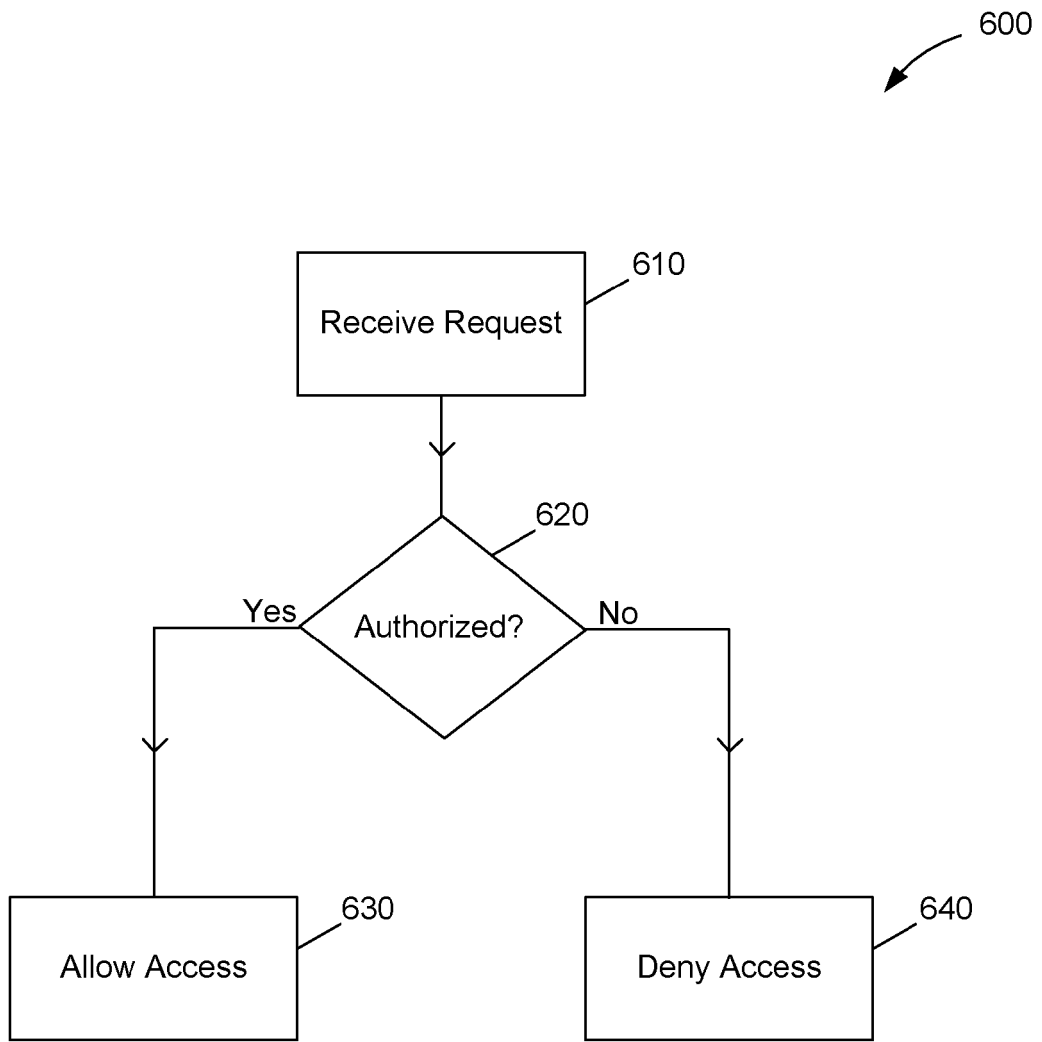 600
610
Receive Request
620
Yes
Authorized?
No
630
Allow Access
640
Deny Access